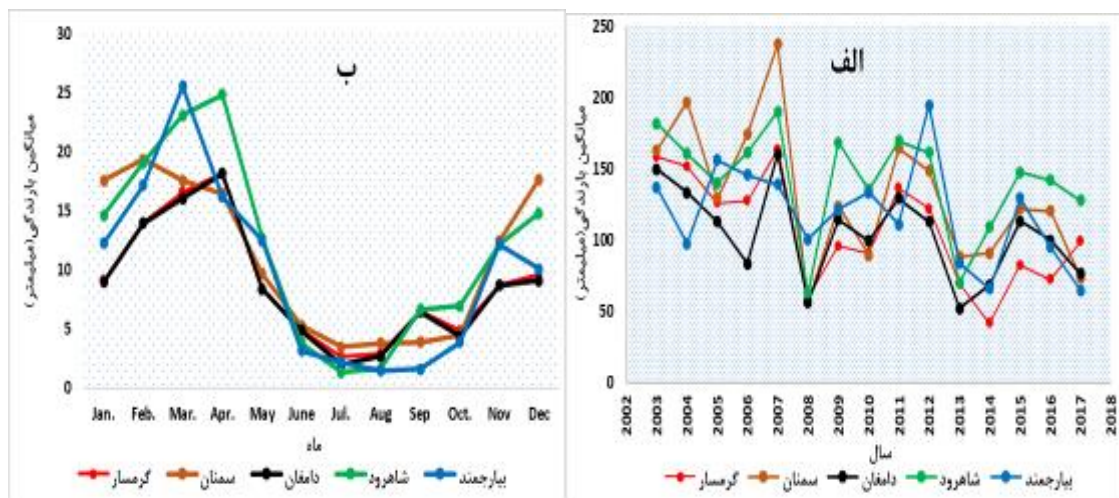 ب
میانگین بارندگی(میلیمتر)
30
25
20
15
10
5
0
Jan. Feb. Mar. Apr. May June Jul. Aug Sep Oct. Nov Dec
ماه
گرمسار سمنان دامغان شاهرود بیارجمند
الف
میانگین بارندگی(میلیمتر)
250
200
150
100
50
0
2002 2003 2004 2005 2006 2007 2008 2009 2010 2011 2012 2013 2014 2015 2016 2017 2018
سال
گرمسار سمنان دامغان شاهرود بیارجمند